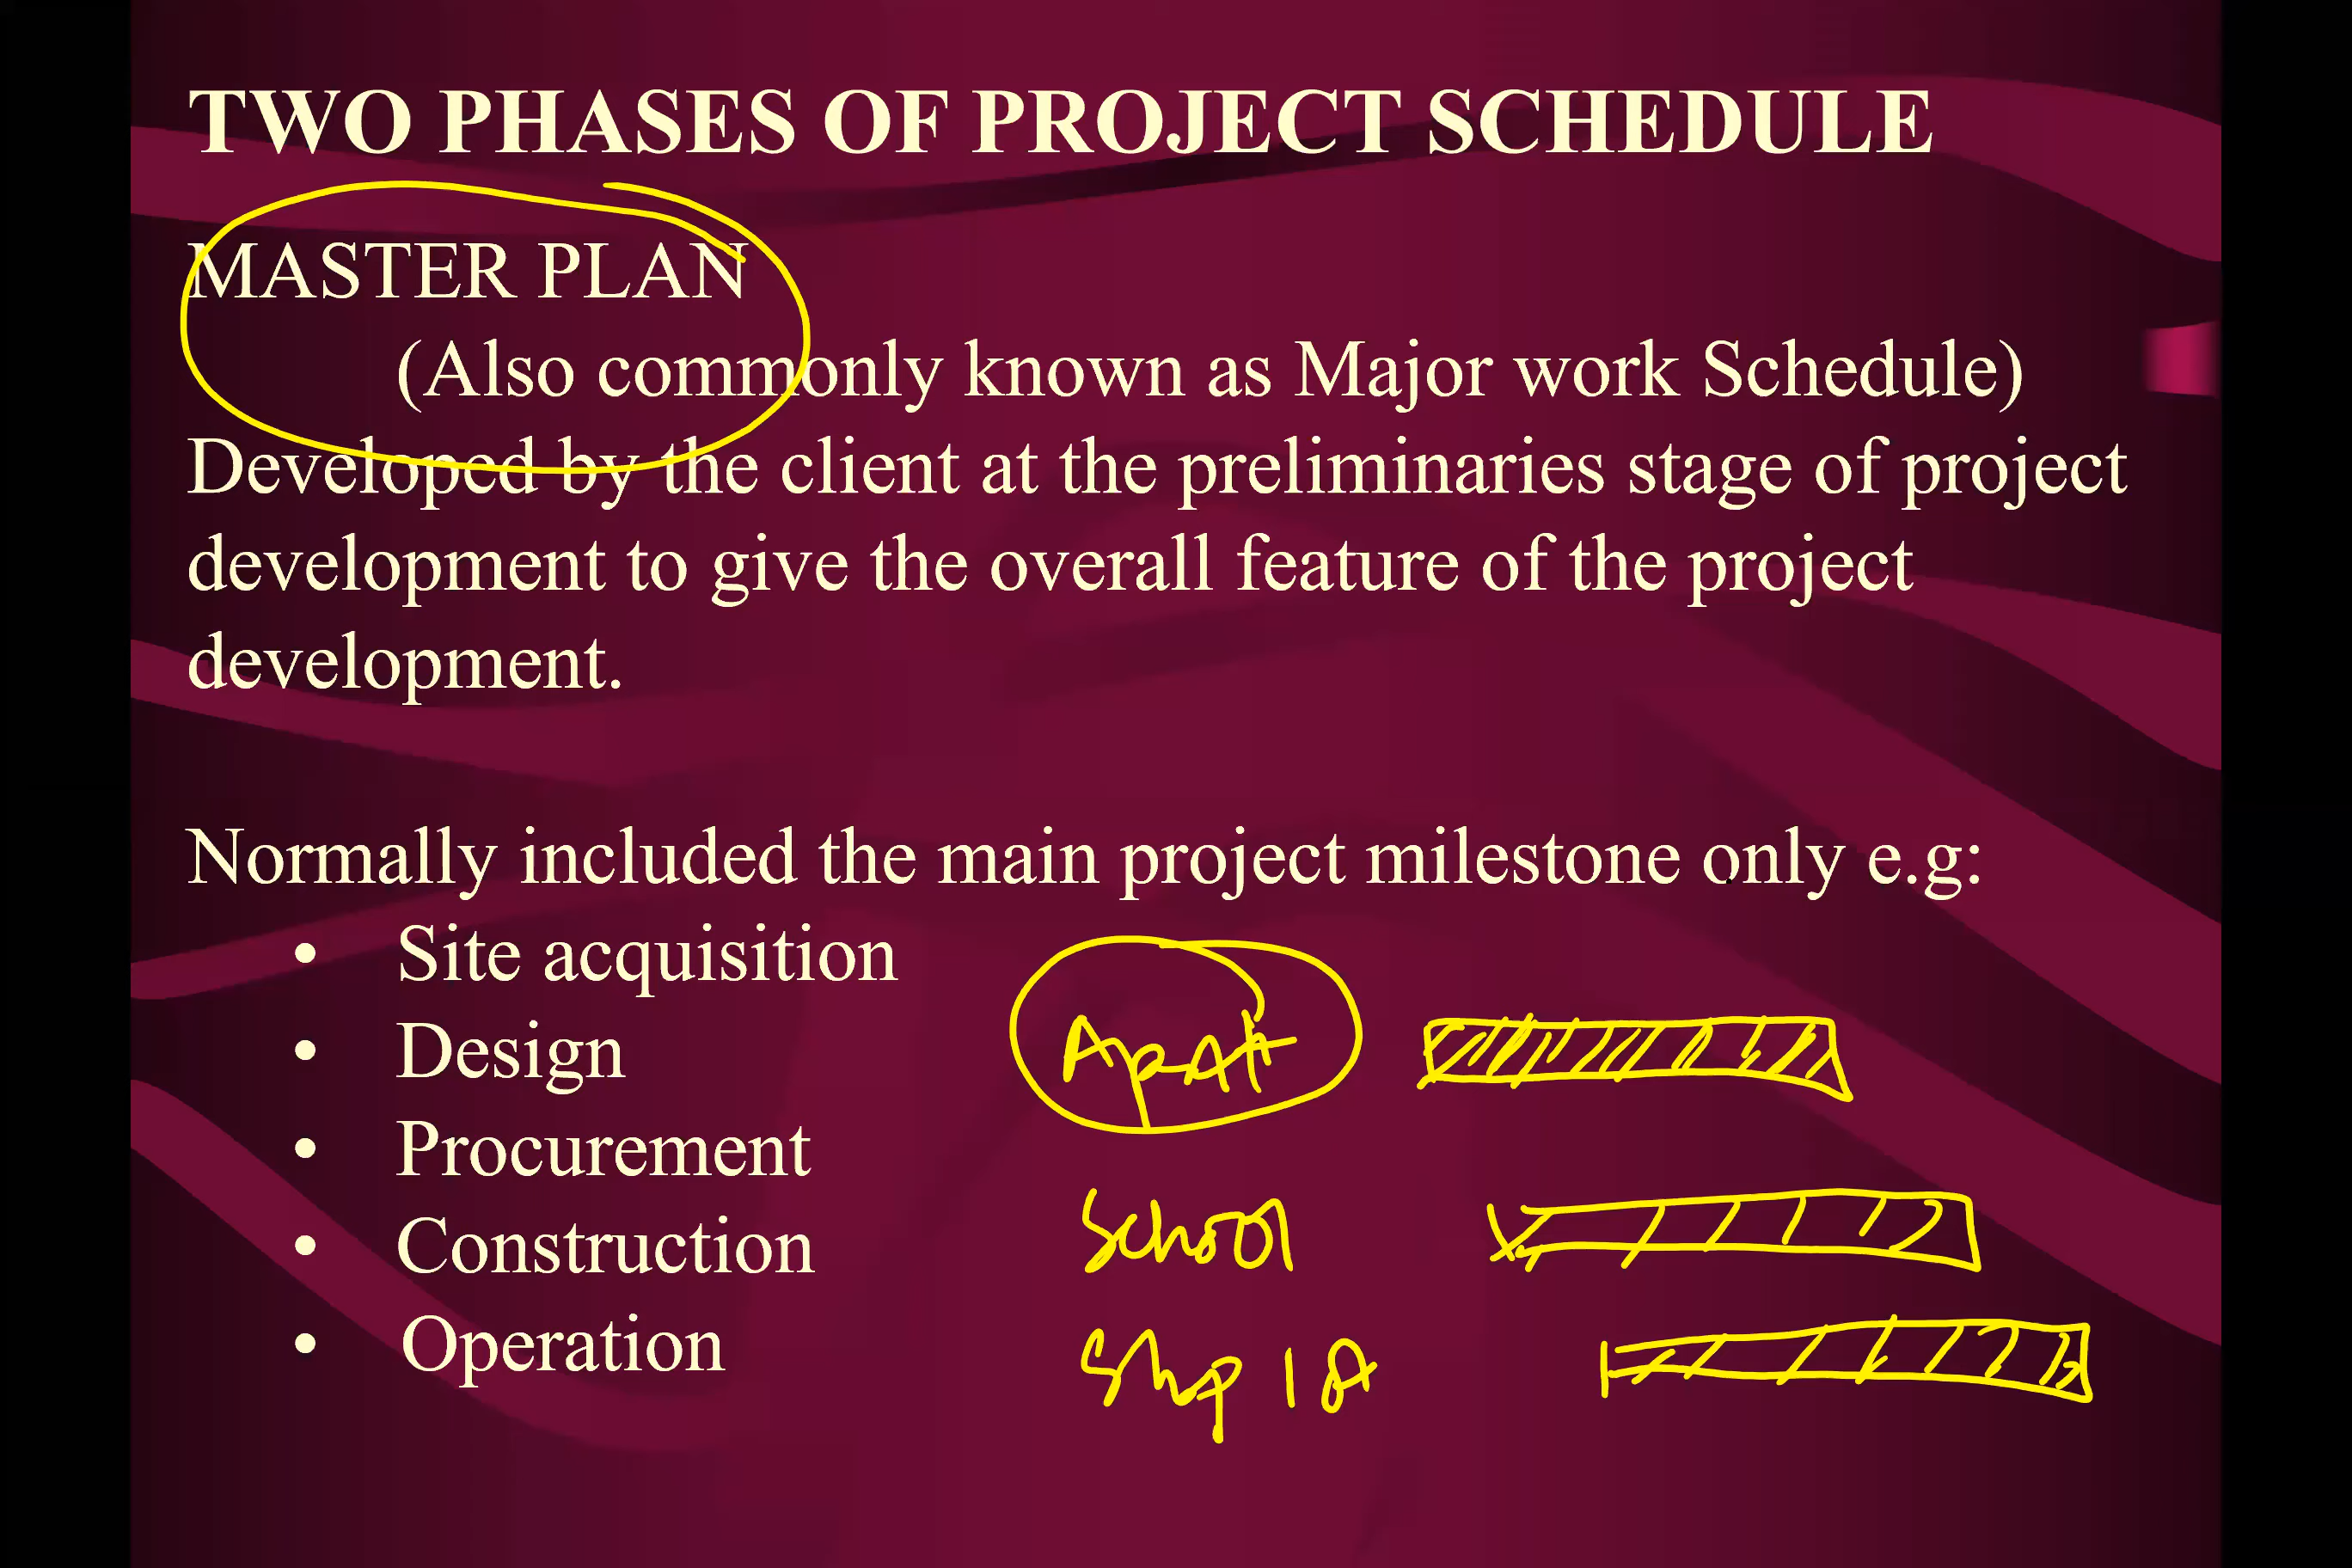 TWO PHASES OF PROJECT SCHEDULE
MASTER PLAN
(Also commonly known as Major work Schedule)
Developed by the client at the preliminaries stage of project
development to give the overall feature of the project
development.
Normally included the main project milestone only e.g:
• Site acquisition
• Design
• Procurement
• Construction
• Operation
School